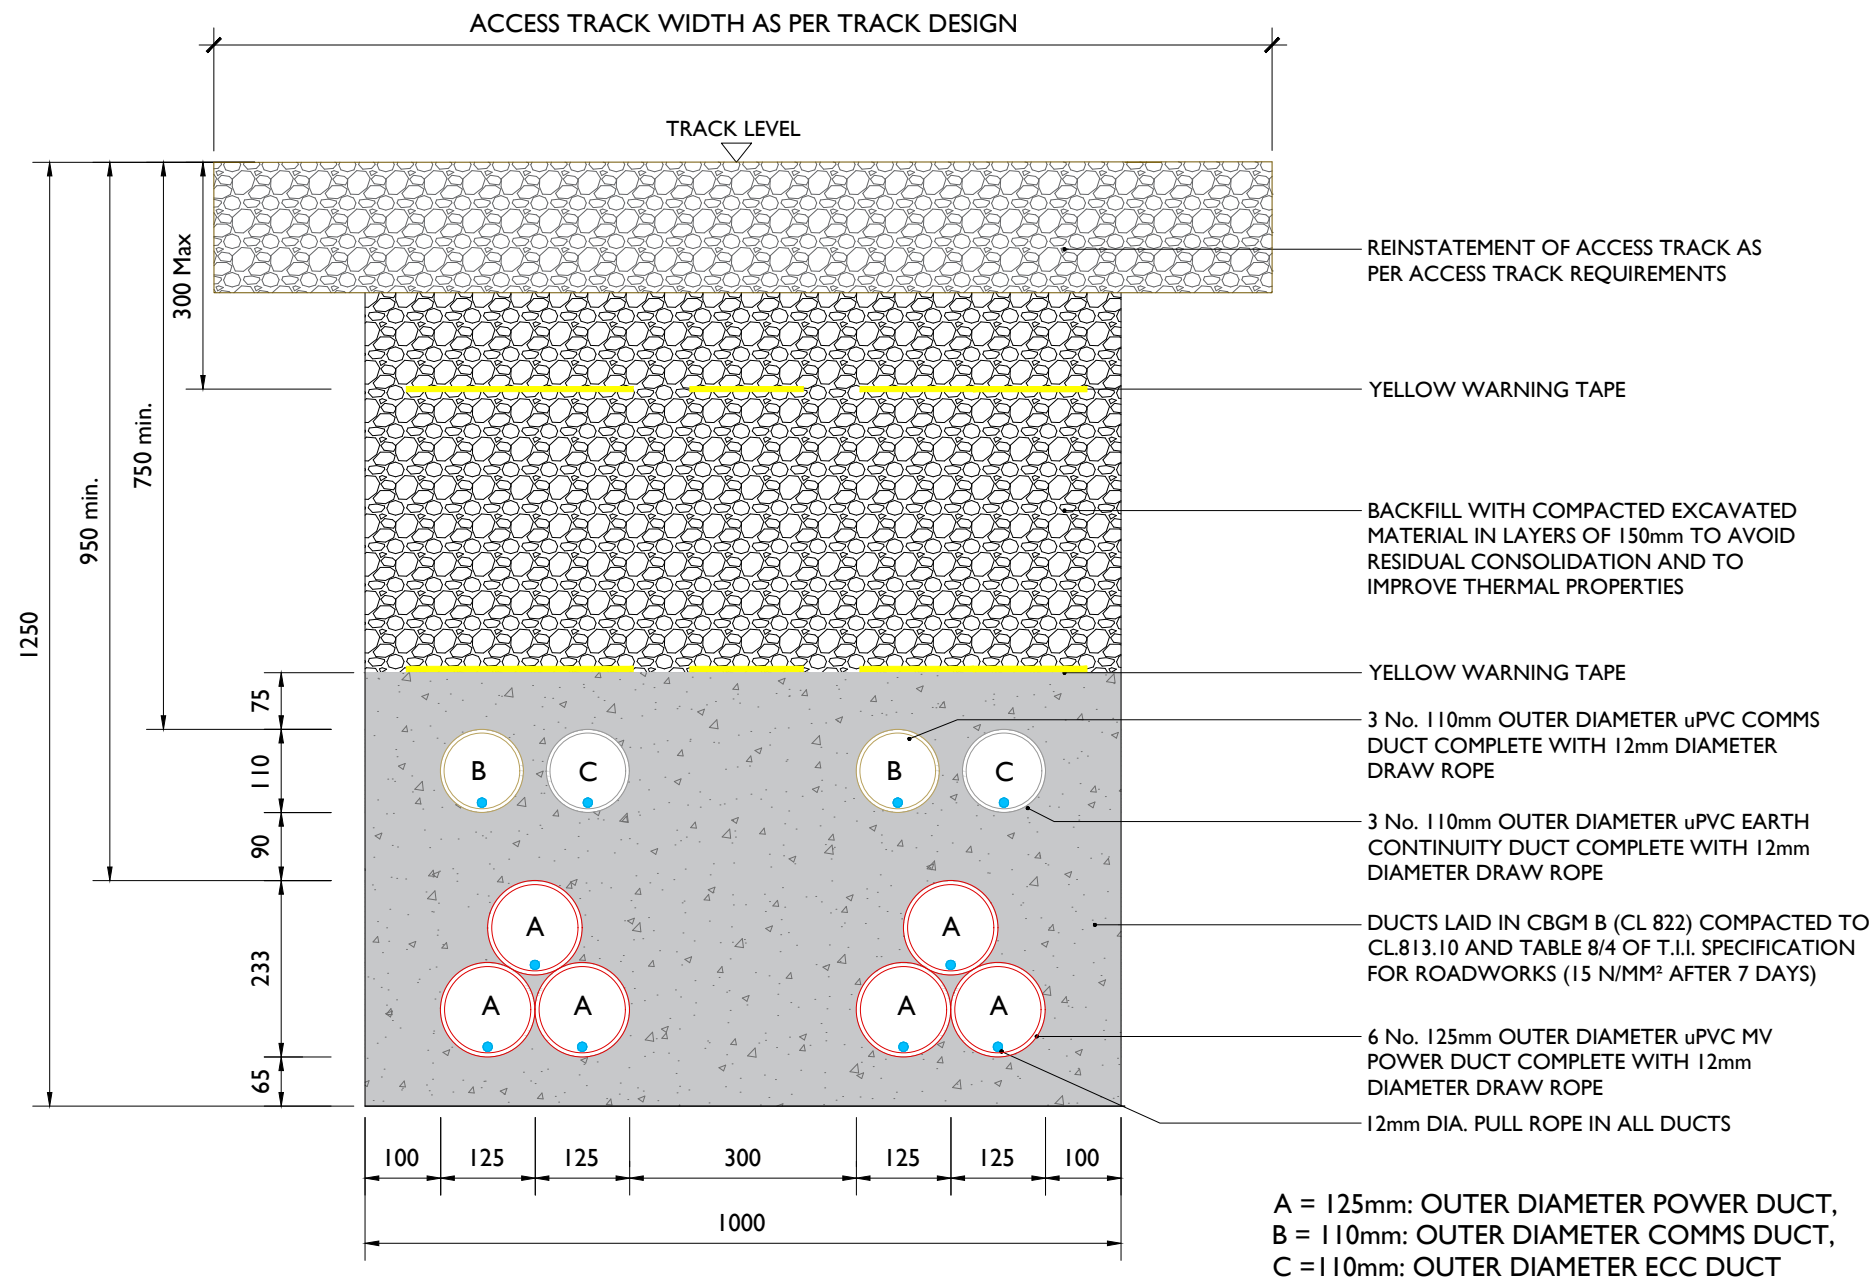 ACCESS TRACK WIDTH AS PER TRACK DESIGN
TRACK LEVEL
300 Max
750 min.
950 min.
1250
75
110
90
233
65
REINSTATEMENT OF ACCESS TRACK AS
PER ACCESS TRACK REQUIREMENTS
YELLOW WARNING TAPE
BACKFILL WITH COMPACTED EXCAVATED
MATERIAL IN LAYERS OF 150mm TO AVOID
RESIDUAL CONSOLIDATION AND TO
IMPROVE THERMAL PROPERTIES
YELLOW WARNING TAPE
3 No. 110mm OUTER DIAMETER uPVC COMMS
DUCT COMPLETE WITH 12mm DIAMETER
DRAW ROPE
3 No. 110mm OUTER DIAMETER uPVC EARTH
CONTINUITY DUCT COMPLETE WITH 12mm
DIAMETER DRAW ROPE
DUCTS LAID IN CBGM B (CL 822) COMPACTED TO
CL.813.10 AND TABLE 8/4 OF T.I.I. SPECIFICATION
FOR ROADWORKS (15 N/MM² AFTER 7 DAYS)
6 No. 125mm OUTER DIAMETER uPVC MV
POWER DUCT COMPLETE WITH 12mm
DIAMETER DRAW ROPE
12mm DIA. PULL ROPE IN ALL DUCTS
B C B C
A A
A A A A
100 125 125 300 125 125 100
1000
A = 125mm: OUTER DIAMETER POWER DUCT,
B = 110mm: OUTER DIAMETER COMMS DUCT,
C =110mm: OUTER DIAMETER ECC DUCT